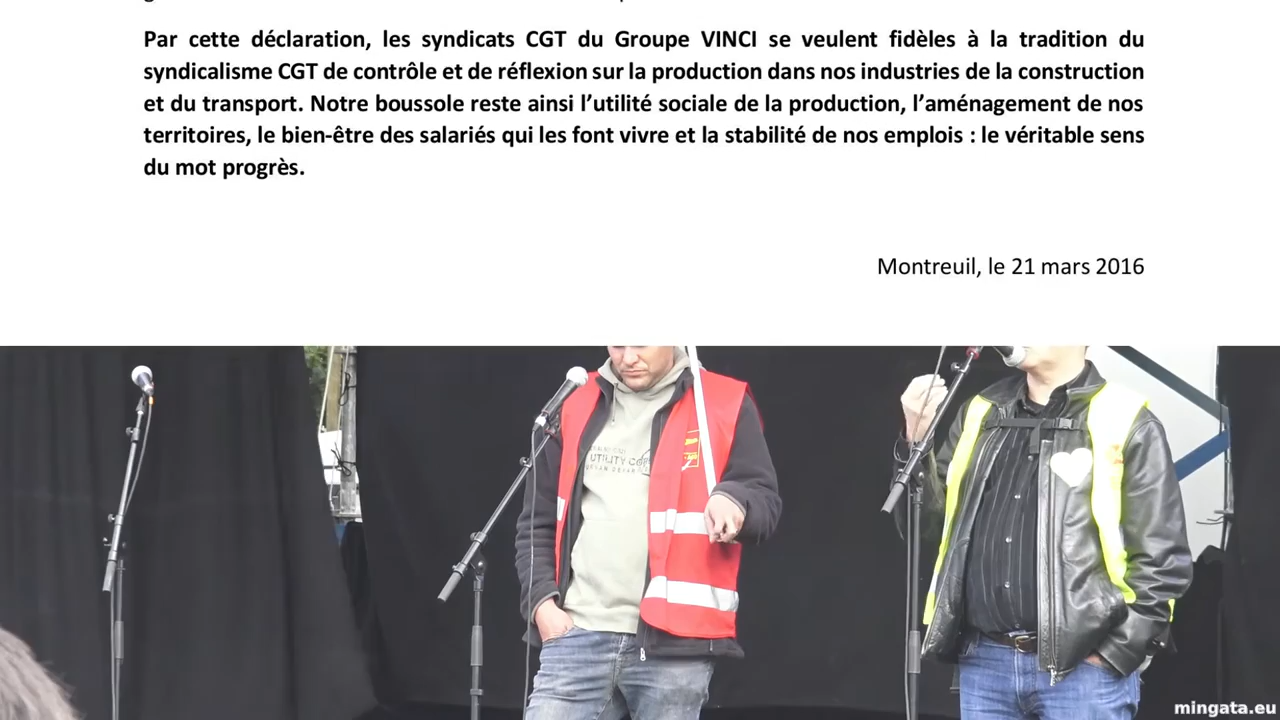 Par cette déclaration, les syndicats CGT du Groupe VINCI se veulent fidèles à la tradition du
syndicalisme CGT de contrôle et de réflexion sur la production dans nos industries de la construction
et du transport. Notre boussole reste ainsi l’utilité sociale de la production, l’aménagement de nos
territoires, le bien-être des salariés qui les font vivre et la stabilité de nos emplois : le véritable sens
du mot progrès.
Montreuil, le 21 mars 2016
UTILITY
mingata.eu